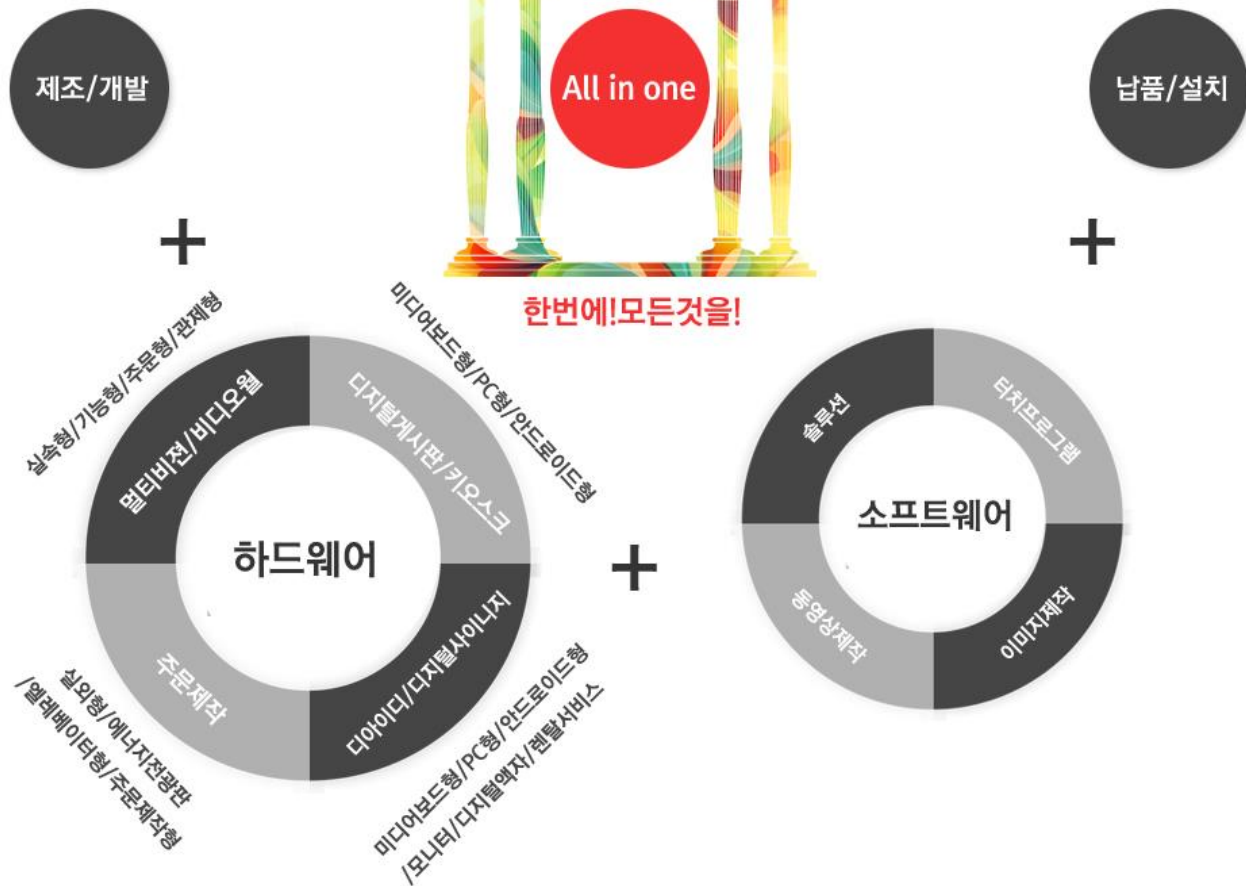 제조/개발
All in one
납품/설치
+
+
한번에!모든것을!
실속형/기능형/주문형/관제형
미디어보드형/PC형/안드로이드형
멀티비전/비디오월
디지털게시판/키오스크
하드웨어
주문제작
디아이디/디지털사이니지
실외형/에너지전광판
/엘레베이터형/주문제작형
미디어보드형/PC형/안드로이드형
/모니터/디지털액자/렌탈서비스
+
솔루션
터치프로그램
소프트웨어
동영상제작
이미지제작